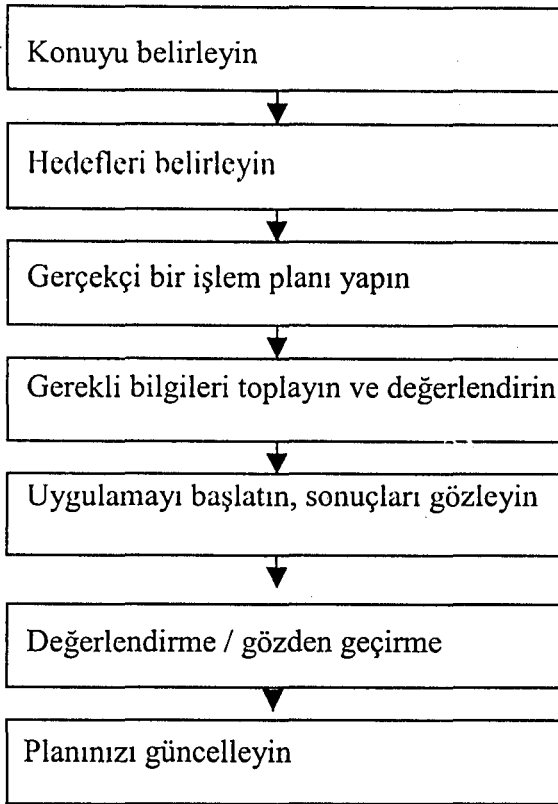 Konuyu belirleyin
Hedefleri belirleyin
Gerçekçi bir işlem planı yapın
Gerekli bilgileri toplayın ve değerlendirin
Uygulamayı başlatın, sonuçları gözleyin
Değerlendirme / gözden geçirme
Planınızı güncelleyin